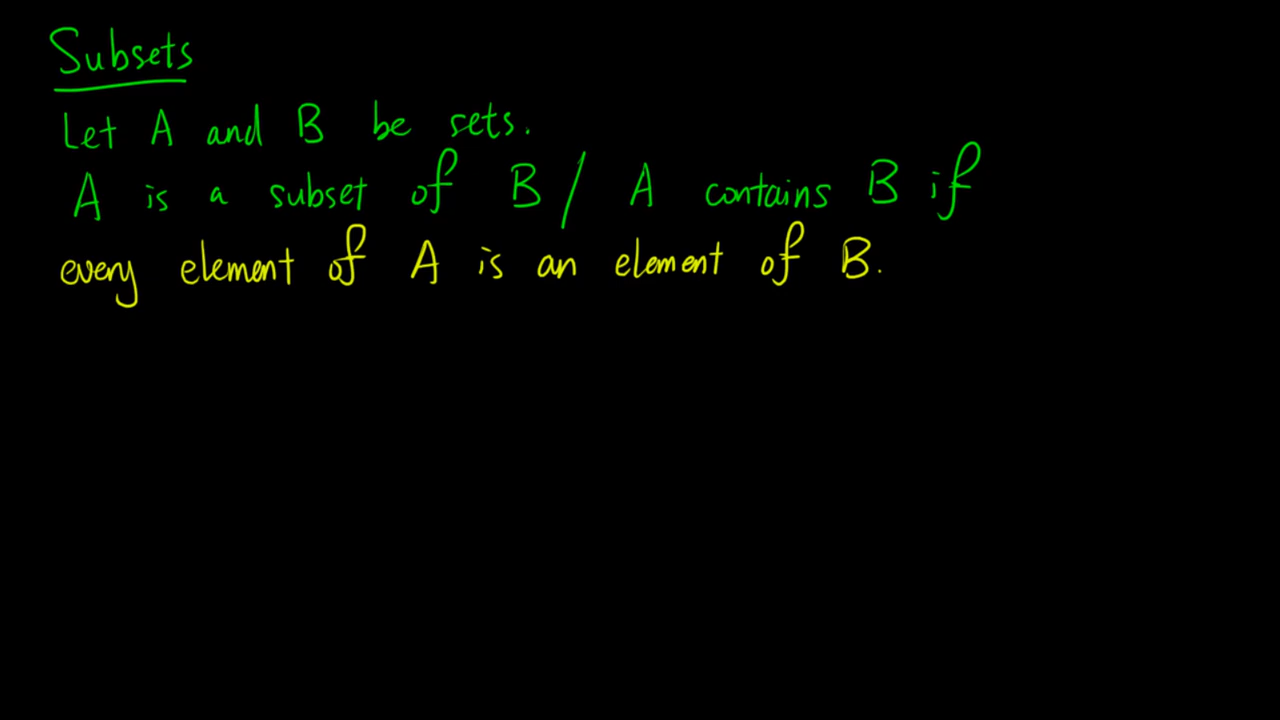 Subsets
Let A and B be sets.
A is a subset of B / A contains B if
every element of A is an element of B.